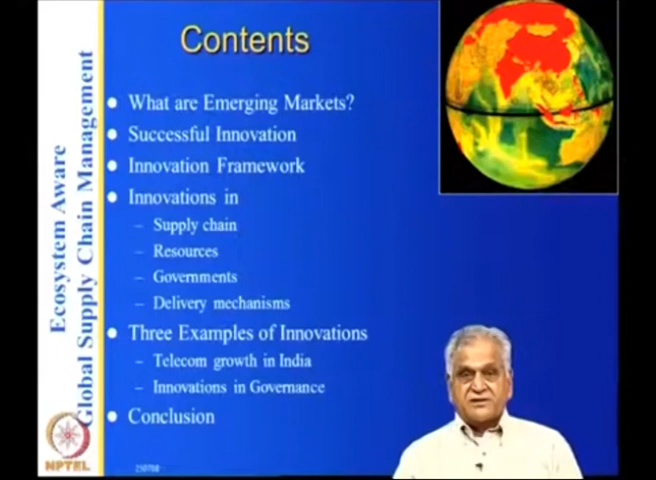 Contents
Ecosystem Aware
Global Supply Chain Management
What are Emerging Markets?
Successful Innovation
Innovation Framework
Innovations in
– Supply chain
– Resources
– Governments
– Delivery mechanisms
Three Examples of Innovations
– Telecom growth in India
– Innovations in Governance
Conclusion
NPTEL
250708